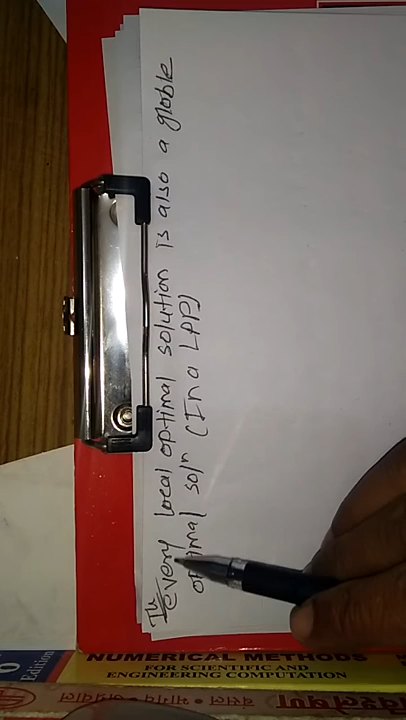 Th every local optimal solution is also a globle
optimal solⁿ (In a LPP)
Edition
NUMERICAL METHODS
FOR SCIENTIFIC AND
ENGINEERING COMPUTATION